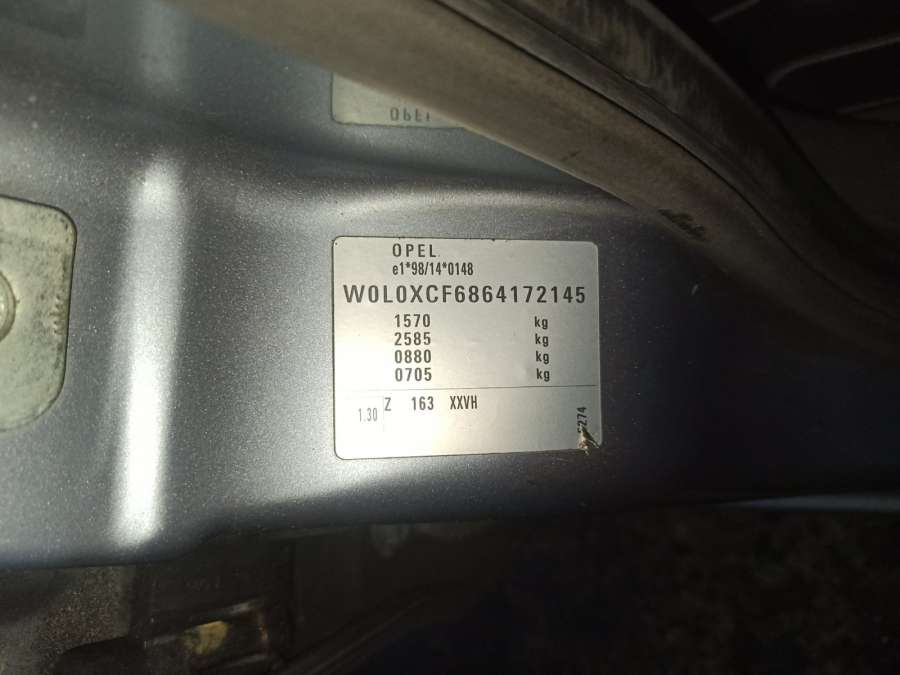 OPEL
e1*98/14*0148
W0L0XCF6864172145
1570 kg
2585 kg
0880 kg
0705 kg
1.30 Z 163 XXVH